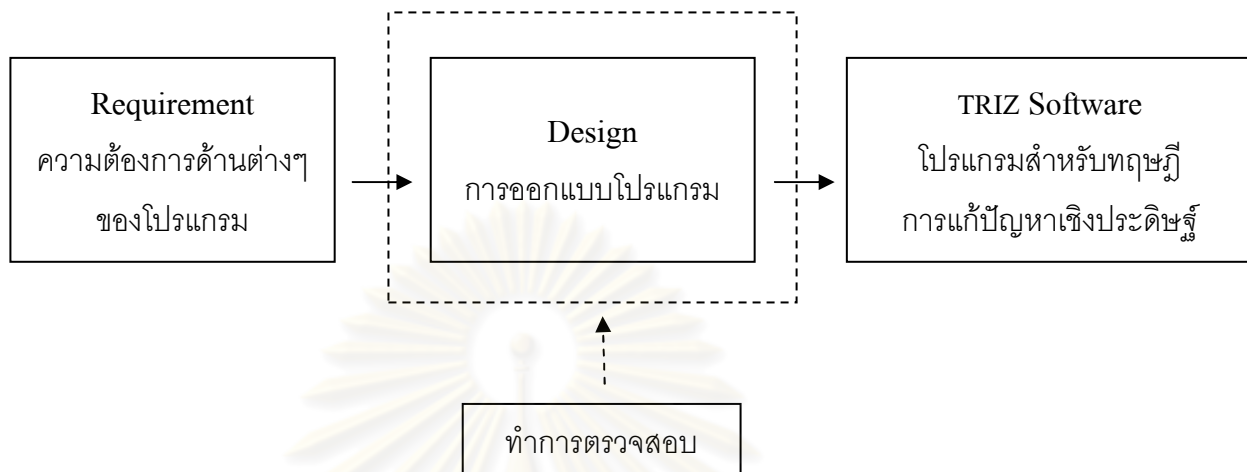 Requirement
ความต้องการด้านต่างๆ
ของโปรแกรม
Design
การออกแบบโปรแกรม
TRIZ Software
โปรแกรมสำหรับทฤษฎี
การแก้ปัญหาเชิงประดิษฐ์
ทำการตรวจสอบ